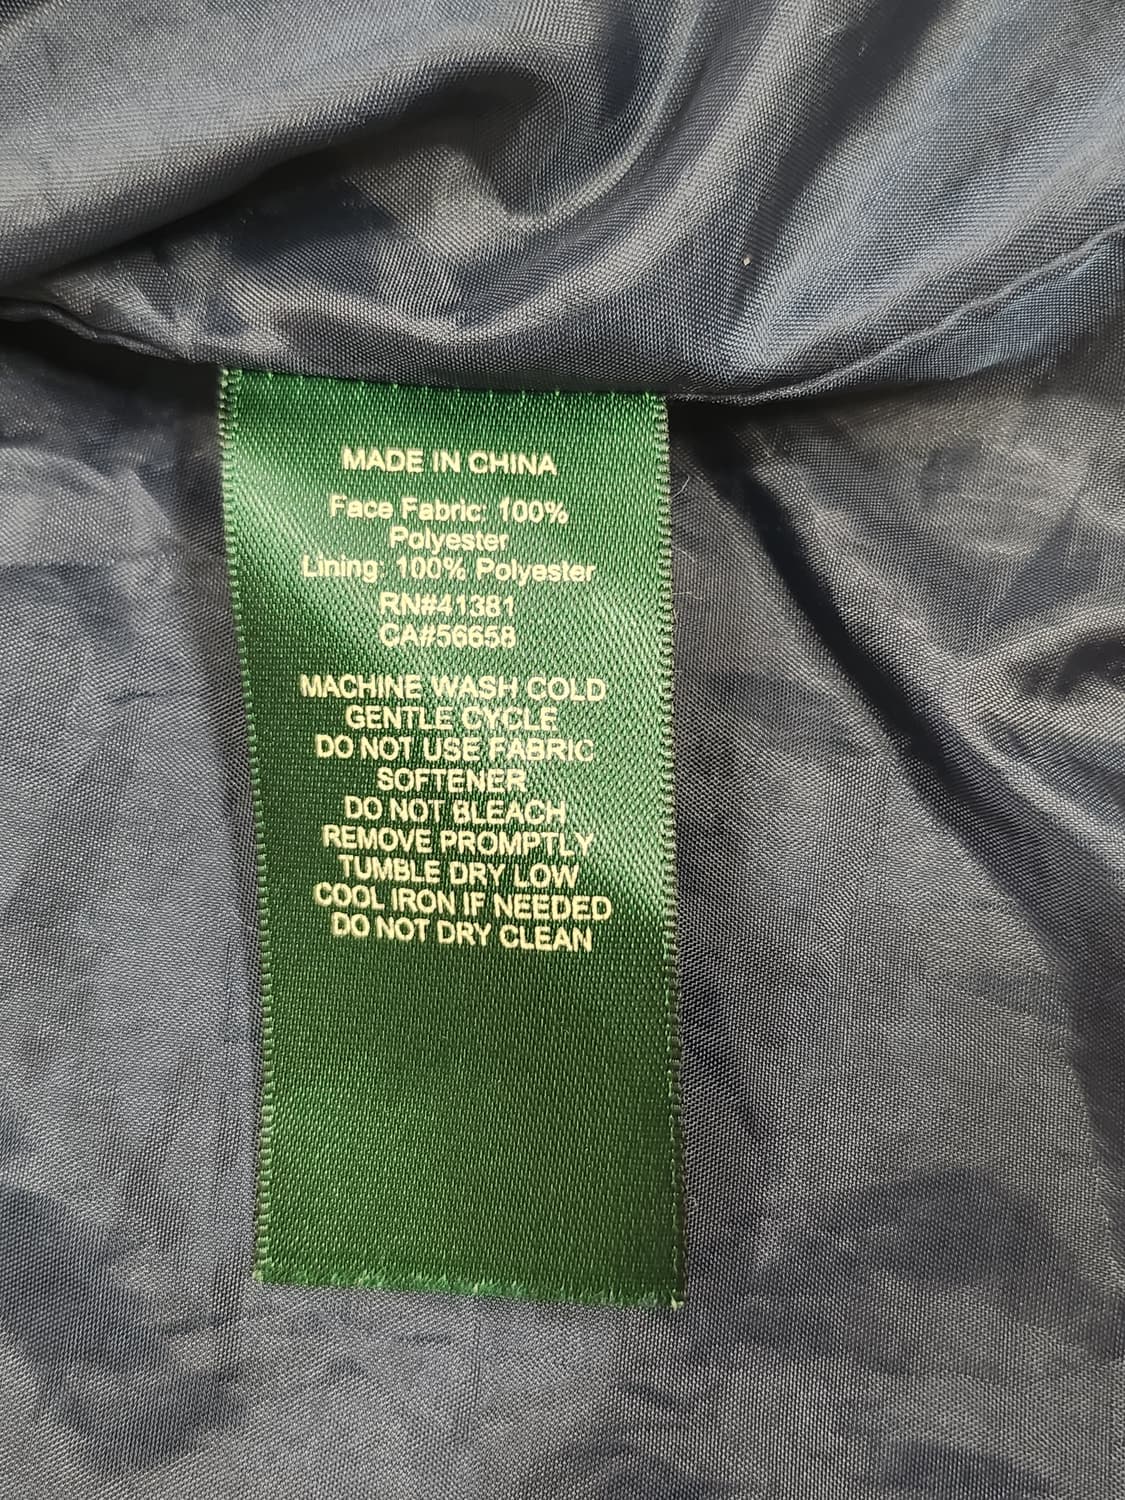 MADE IN CHINA
Face Fabric: 100%
Polyester
Lining: 100% Polyester
RN#41381
CA#56658
MACHINE WASH COLD
GENTLE CYCLE
DO NOT USE FABRIC
SOFTENER
DO NOT BLEACH
REMOVE PROMPTLY
TUMBLE DRY LOW
COOL IRON IF NEEDED
DO NOT DRY CLEAN